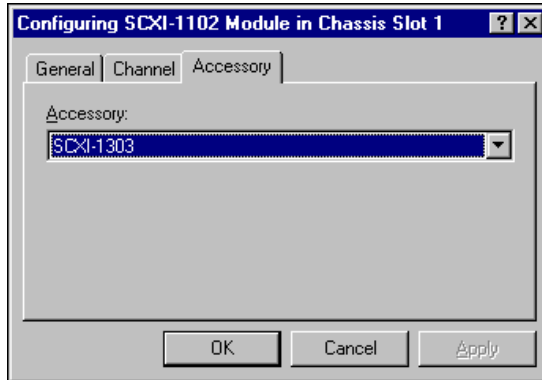 Configuring SCXI-1102 Module in Chassis Slot 1
General Channel Accessory
Accessory:
SCXI-1303
OK Cancel Apply